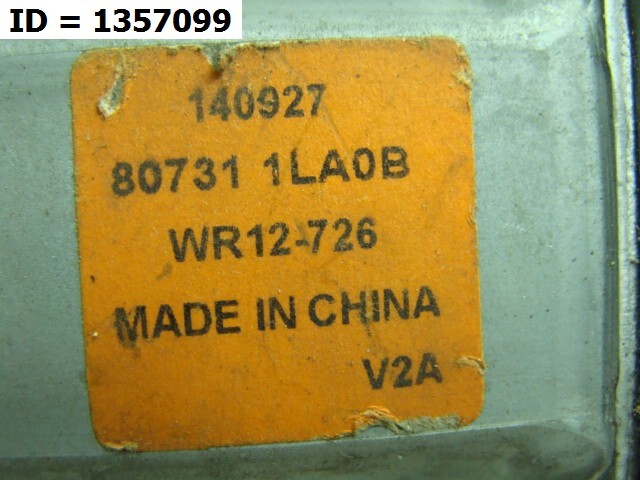 ID = 1357099
140927
80731 1LA0B
WR12-726
MADE IN CHINA
V2A